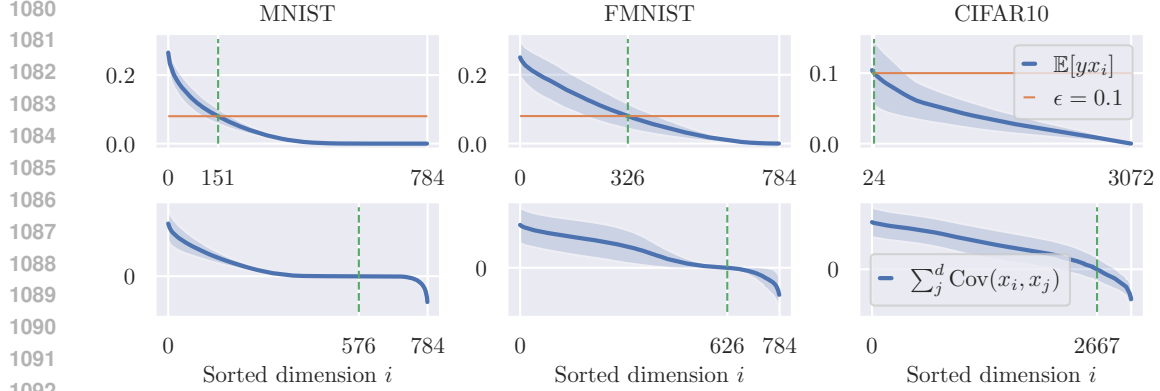 1080
1081
1082
1083
1084
1085
1086
1087
1088
1089
1090
1091
1092
MNIST
0.2
0.0
0 151 784
FMNIST
0.2
0.0
0 326 784
CIFAR10
0.1
0.0
24 3072
𝔼[yx_i]
ϵ = 0.1
0
0 576 784
Sorted dimension i
0
0 626 784
Sorted dimension i
0
0 2667
∑_j^d Cov(x_i, x_j)
Sorted dimension i